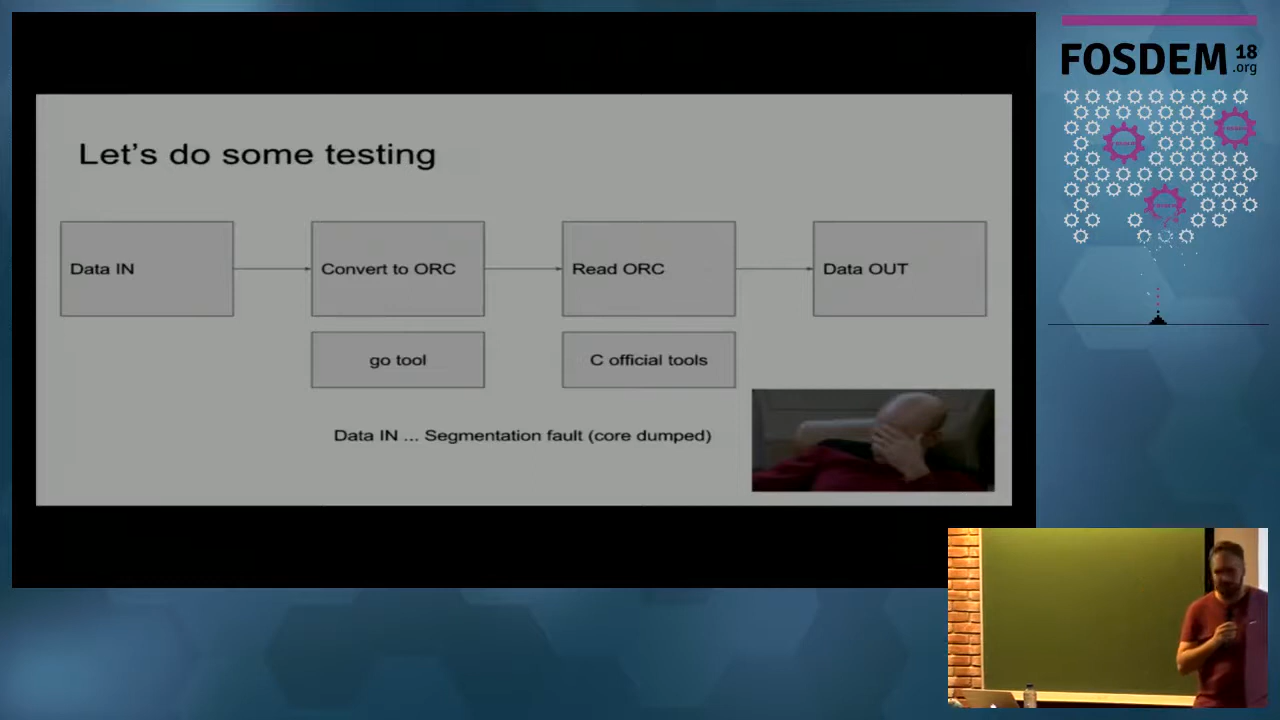 FOSDEM 18
.org
Let's do some testing
Data IN
Convert to ORC
Read ORC
Data OUT
go tool
C official tools
Data IN ... Segmentation fault (core dumped)